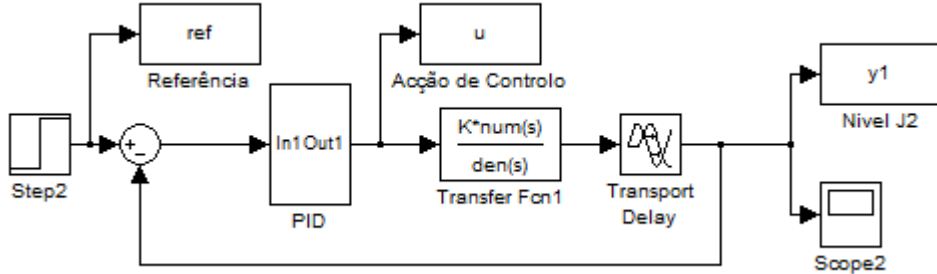 ref
Referência
u
Acção de Controlo
y1
Nivel J2
Step2
+
−
In1Out1
PID
K*num(s)
den(s)
Transfer Fcn1
Transport
Delay
Scope2